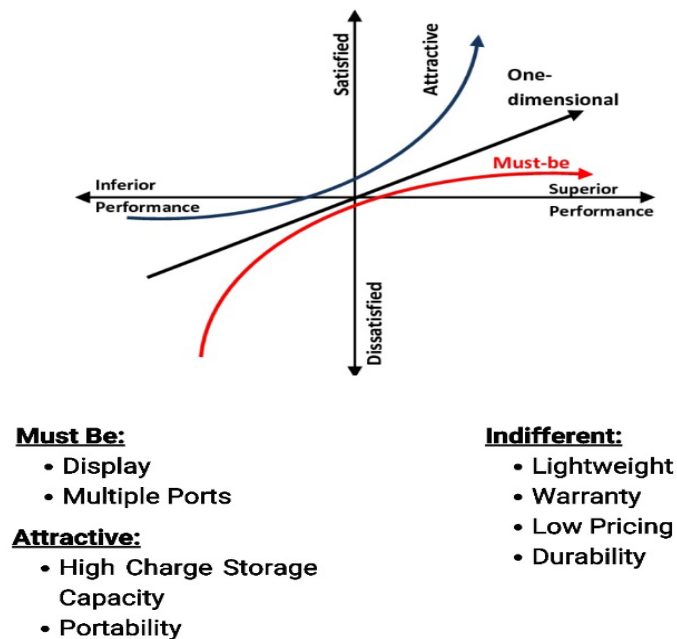 Satisfied
Attractive
One-
dimensional
Must-be
Inferior
Performance
Superior
Performance
Dissatisfied
Must Be:
• Display
• Multiple Ports
Attractive:
• High Charge Storage
Capacity
• Portability
Indifferent:
• Lightweight
• Warranty
• Low Pricing
• Durability